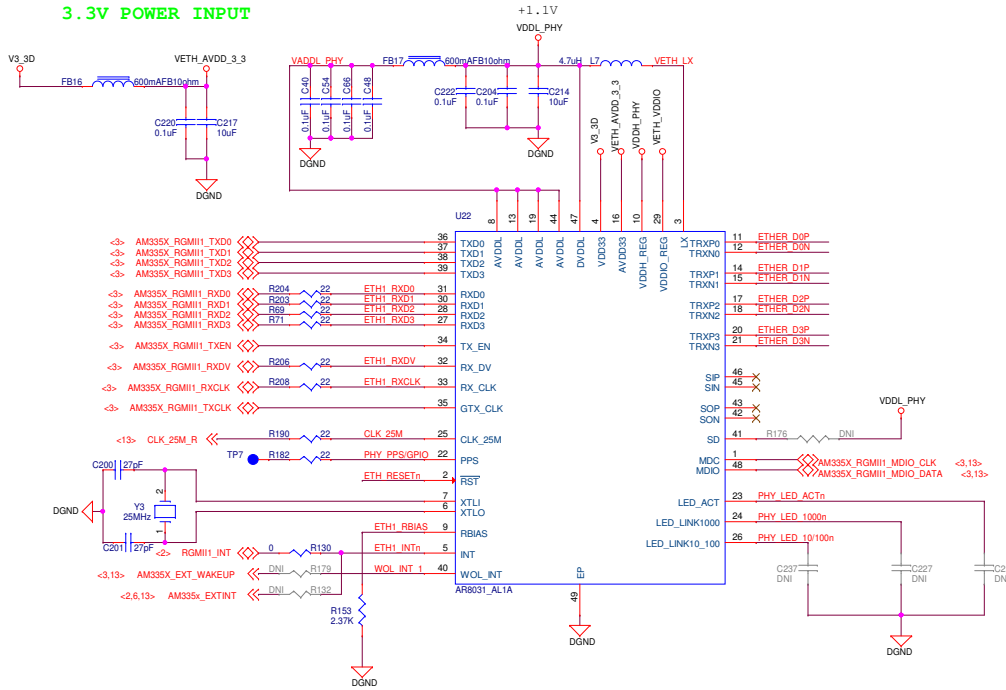 3.3V POWER INPUT
+1.1V
VDDL_PHY
V3_3D
VETH_AVDD_3_3
FB16
600mAFB10ohm
C220
0.1uF
C217
10uF
DGND
VADDL_PHY
FB17
600mAFB10ohm
4.7uH
L7
VETH_LX
C40
0.1uF
C54
0.1uF
C66
0.1uF
C48
0.1uF
DGND
C222
0.1uF
C204
0.1uF
C214
10uF
DGND
V3_3D
VETH_AVDD_3_3
VDDH_PHY
VETH_VDDIO
U22
8 AVDDL
13 AVDDL
19 AVDDL
44 AVDDL
47 DVDDL
4 VDD33
16 AVDD33
10 VDDH_REG
29 VDDIO_REG
3 LX
<3> AM335X_RGMII1_TXD0 36 TXD0
<3> AM335X_RGMII1_TXD1 37 TXD1
<3> AM335X_RGMII1_TXD2 38 TXD2
<3> AM335X_RGMII1_TXD3 39 TXD3
<3> AM335X_RGMII1_RXD0 R204 22 ETH1_RXD0 31 RXD0
<3> AM335X_RGMII1_RXD1 R203 22 ETH1_RXD1 30 RXD1
<3> AM335X_RGMII1_RXD2 R69 22 ETH1_RXD2 28 RXD2
<3> AM335X_RGMII1_RXD3 R71 22 ETH1_RXD3 27 RXD3
<3> AM335X_RGMII1_TXEN 34 TX_EN
<3> AM335X_RGMII1_RXDV R206 22 ETH1_RXDV 32 RX_DV
<3> AM335X_RGMII1_RXCLK R208 22 ETH1_RXCLK 33 RX_CLK
<3> AM335X_RGMII1_TXCLK 35 GTX_CLK
<13> CLK_25M_R R190 22 CLK_25M 25 CLK_25M
TP7 R182 22 PHY_PPS/GPIO 22 PPS
ETH_RESETn 2 RST
7 XTLI
6 XTLO
C200 27pF
2
Y3
25MHz
1
C201 27pF
DGND
ETH1_RBIAS 9 RBIAS
<2> RGMII1_INT 0 R130 ETH1_INTn 5 INT
<3,13> AM335X_EXT_WAKEUP DNI R179 WOL_INT_1 40 WOL_INT
<2,6,13> AM335x_EXTINT DNI R132
R153
2.37K
DGND
AR8031_AL1A
EP
49
DGND
TRXP0 11 ETHER_D0P
TRXN0 12 ETHER_D0N
TRXP1 14 ETHER_D1P
TRXN1 15 ETHER_D1N
TRXP2 17 ETHER_D2P
TRXN2 18 ETHER_D2N
TRXP3 20 ETHER_D3P
TRXN3 21 ETHER_D3N
SIP 46
SIN 45
SOP 43
SON 42
VDDL_PHY
SD 41 R176 DNI
MDC 1 AM335X_RGMII1_MDIO_CLK <3,13>
MDIO 48 AM335X_RGMII1_MDIO_DATA <3,13>
LED_ACT 23 PHY_LED_ACTn
LED_LINK1000 24 PHY_LED_1000n
LED_LINK10_100 26 PHY_LED_10/100n
C237
DNI
C227
DNI
DNI
DGND